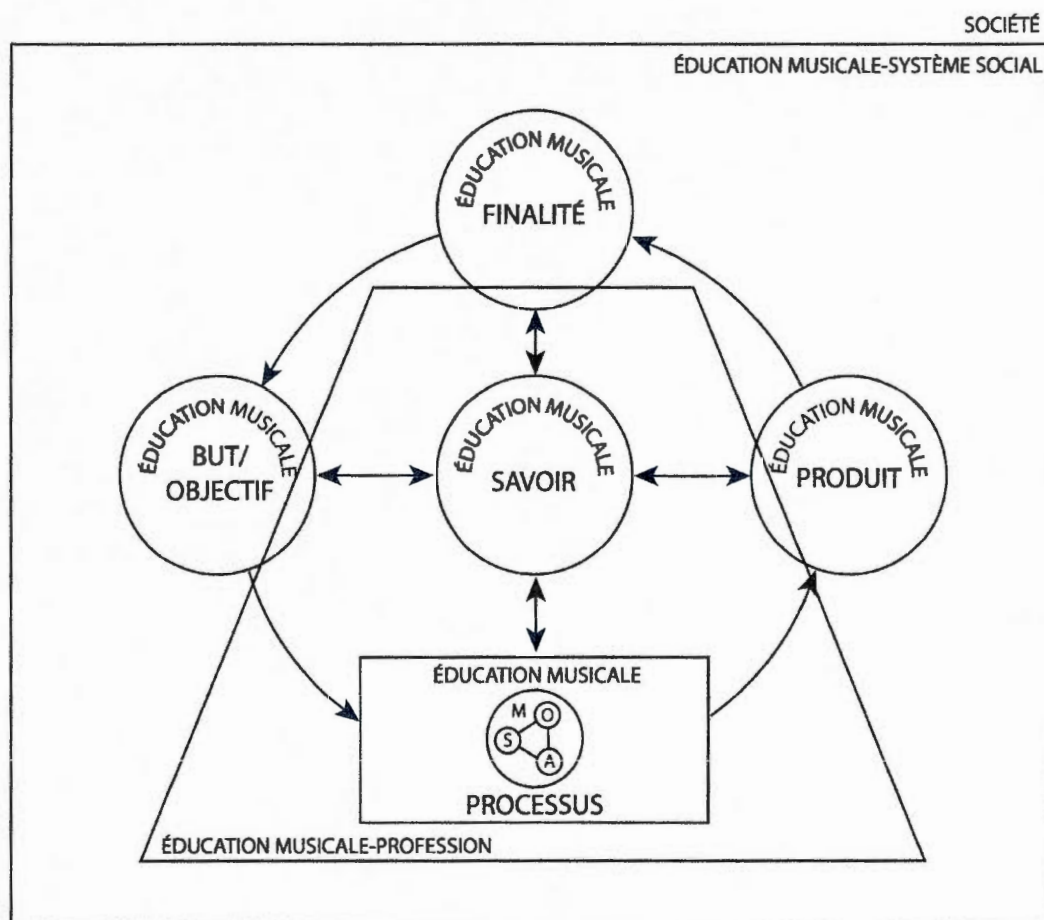 SOCIÉTÉ
ÉDUCATION MUSICALE-SYSTÈME SOCIAL
ÉDUCATION MUSICALE
FINALITÉ
ÉDUCATION MUSICALE
BUT/
OBJECTIF
ÉDUCATION MUSICALE
SAVOIR
ÉDUCATION MUSICALE
PRODUIT
ÉDUCATION MUSICALE
M O
S
A
PROCESSUS
ÉDUCATION MUSICALE-PROFESSION